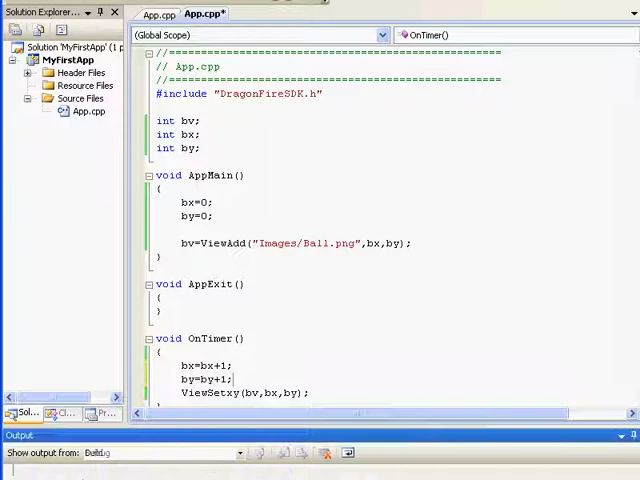 Solution Explorer...
App.cpp App.cpp*
(Global Scope) OnTimer()
Solution 'MyFirstApp' (1 p
MyFirstApp
Header Files
Resource Files
Source Files
App.cpp
//====================================================
// App.cpp
//====================================================
#include "DragonFireSDK.h"
int bv;
int bx;
int by;
void AppMain()
{
bx=0;
by=0;
bv=ViewAdd("Images/Ball.png",bx,by);
}
void AppExit()
{
}
void OnTimer()
{
bx=bx+1;
by=by+1;
ViewSetxy(bv,bx,by);
Sol... Cl... Pr...
Output
Show output from: